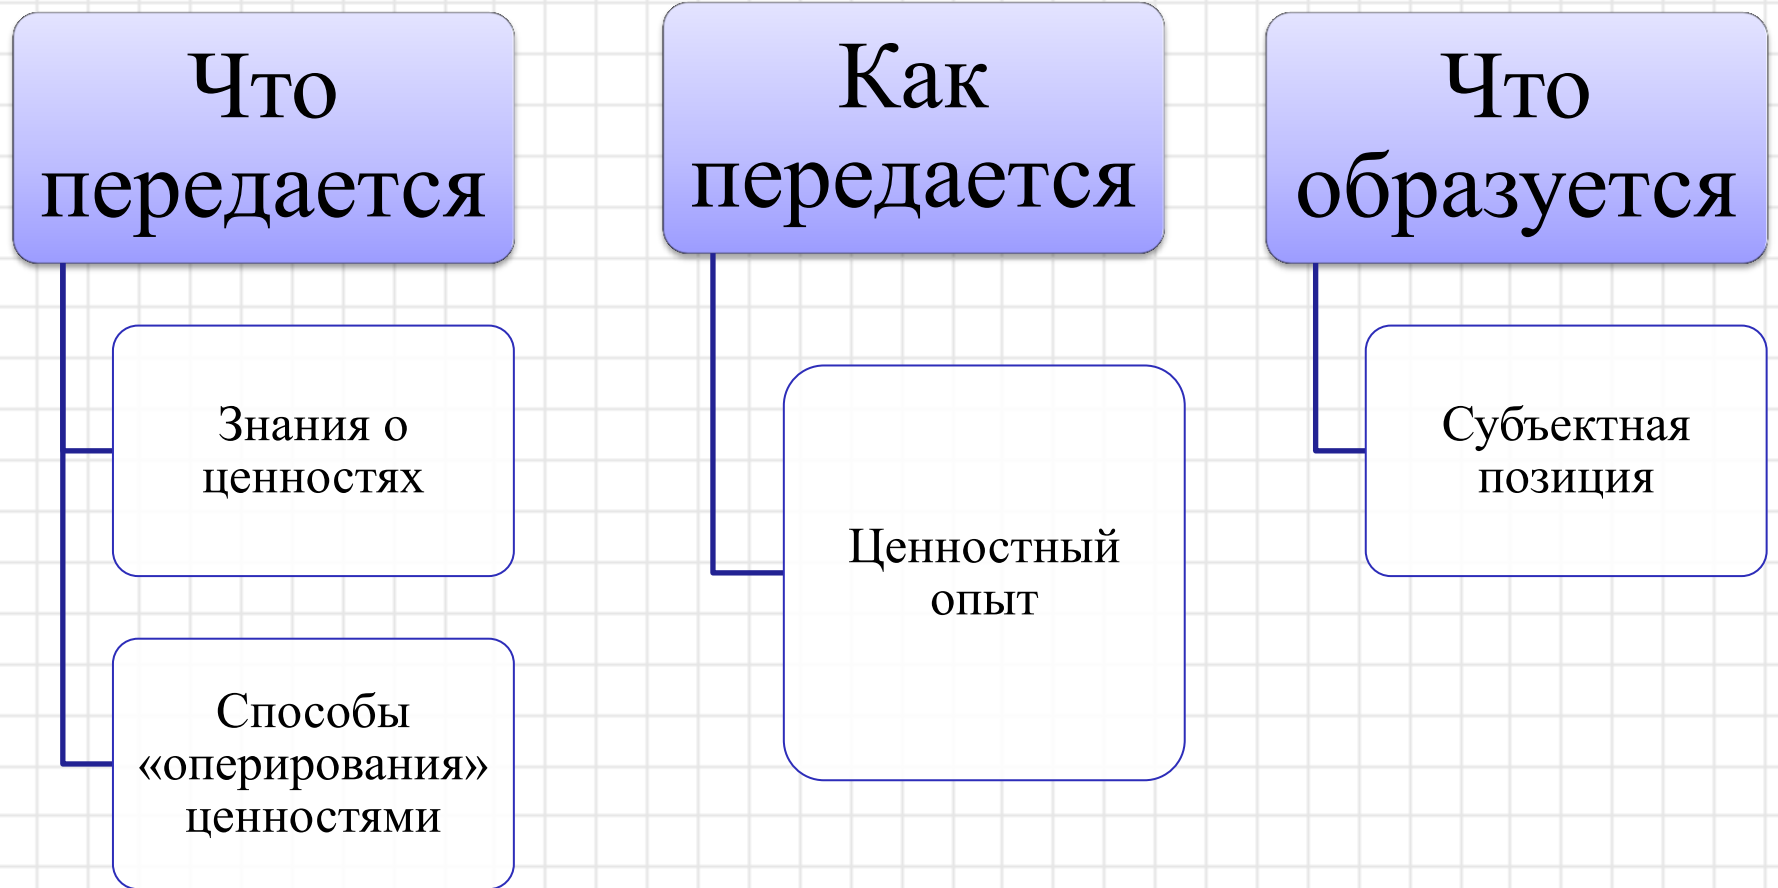 Что
передается
Знания о
ценностях
Способы
«оперирования»
ценностями
Как
передается
Ценностный
опыт
Что
образуется
Субъектная
позиция